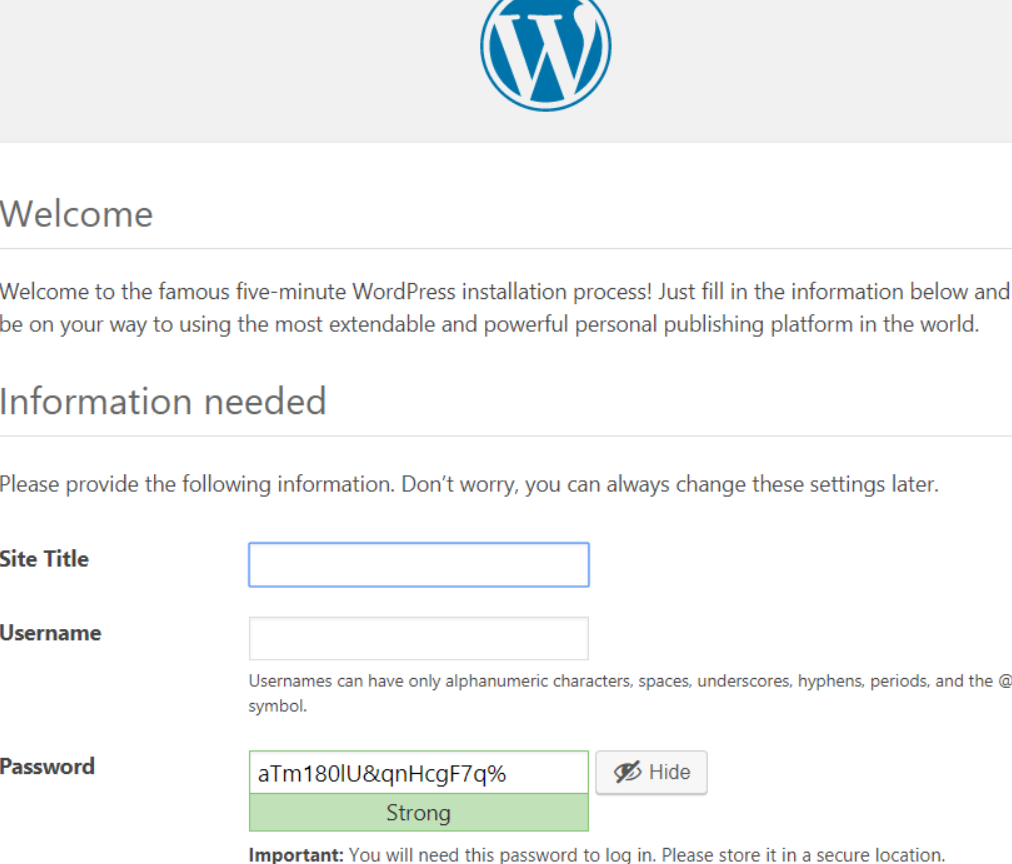 W
Welcome
Welcome to the famous five-minute WordPress installation process! Just fill in the information below and
be on your way to using the most extendable and powerful personal publishing platform in the world.
Information needed
Please provide the following information. Don’t worry, you can always change these settings later.
Site Title
Username
Usernames can have only alphanumeric characters, spaces, underscores, hyphens, periods, and the @
symbol.
Password
aTm180lU&qnHcgF7q%
Hide
Strong
Important: You will need this password to log in. Please store it in a secure location.